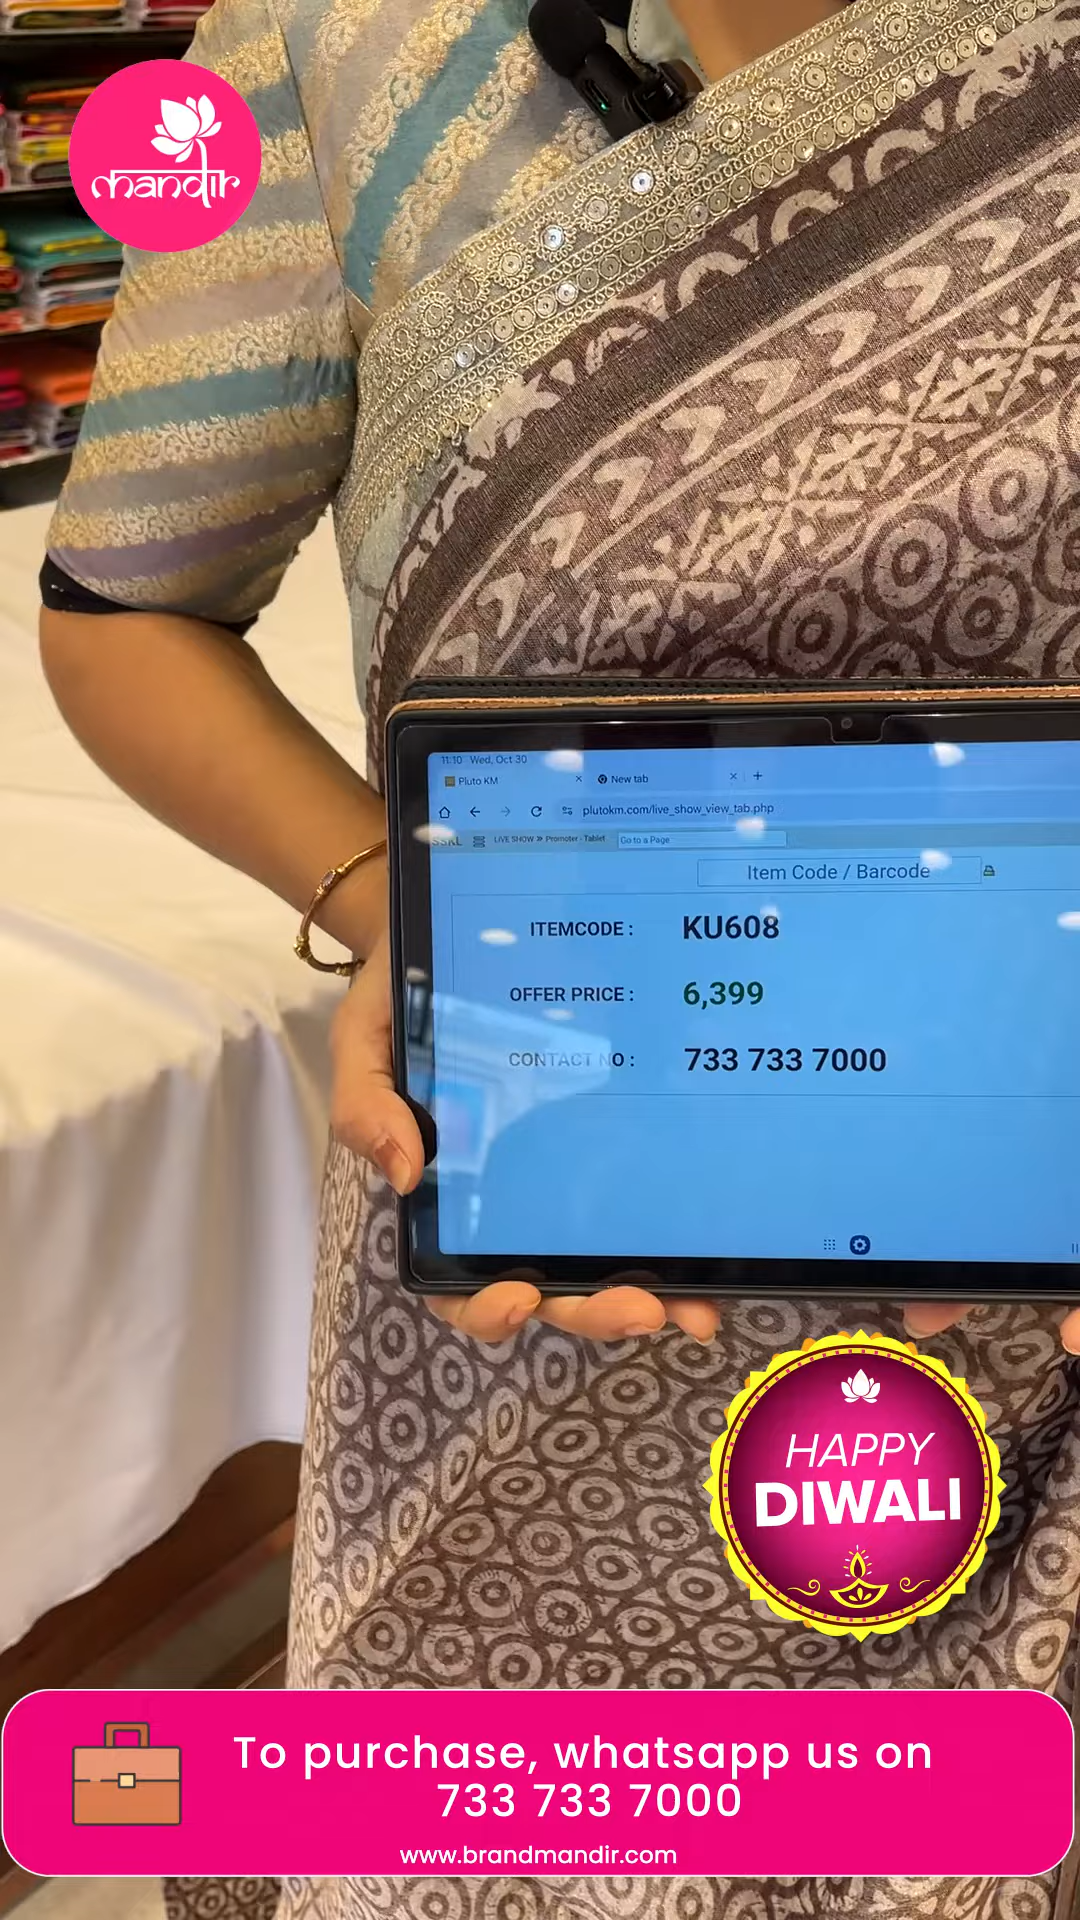 mandir
11:10 Wed, Oct 30
Pluto KM
New tab
plutokm.com/live_show_view_tab.php
SSKL
LIVE SHOW » Promoter - Tablet
Go to a Page
Item Code / Barcode
ITEMCODE : KU608
OFFER PRICE : 6,399
CONTACT NO : 733 733 7000
HAPPY
DIWALI
To purchase, whatsapp us on
733 733 7000
www.brandmandir.com